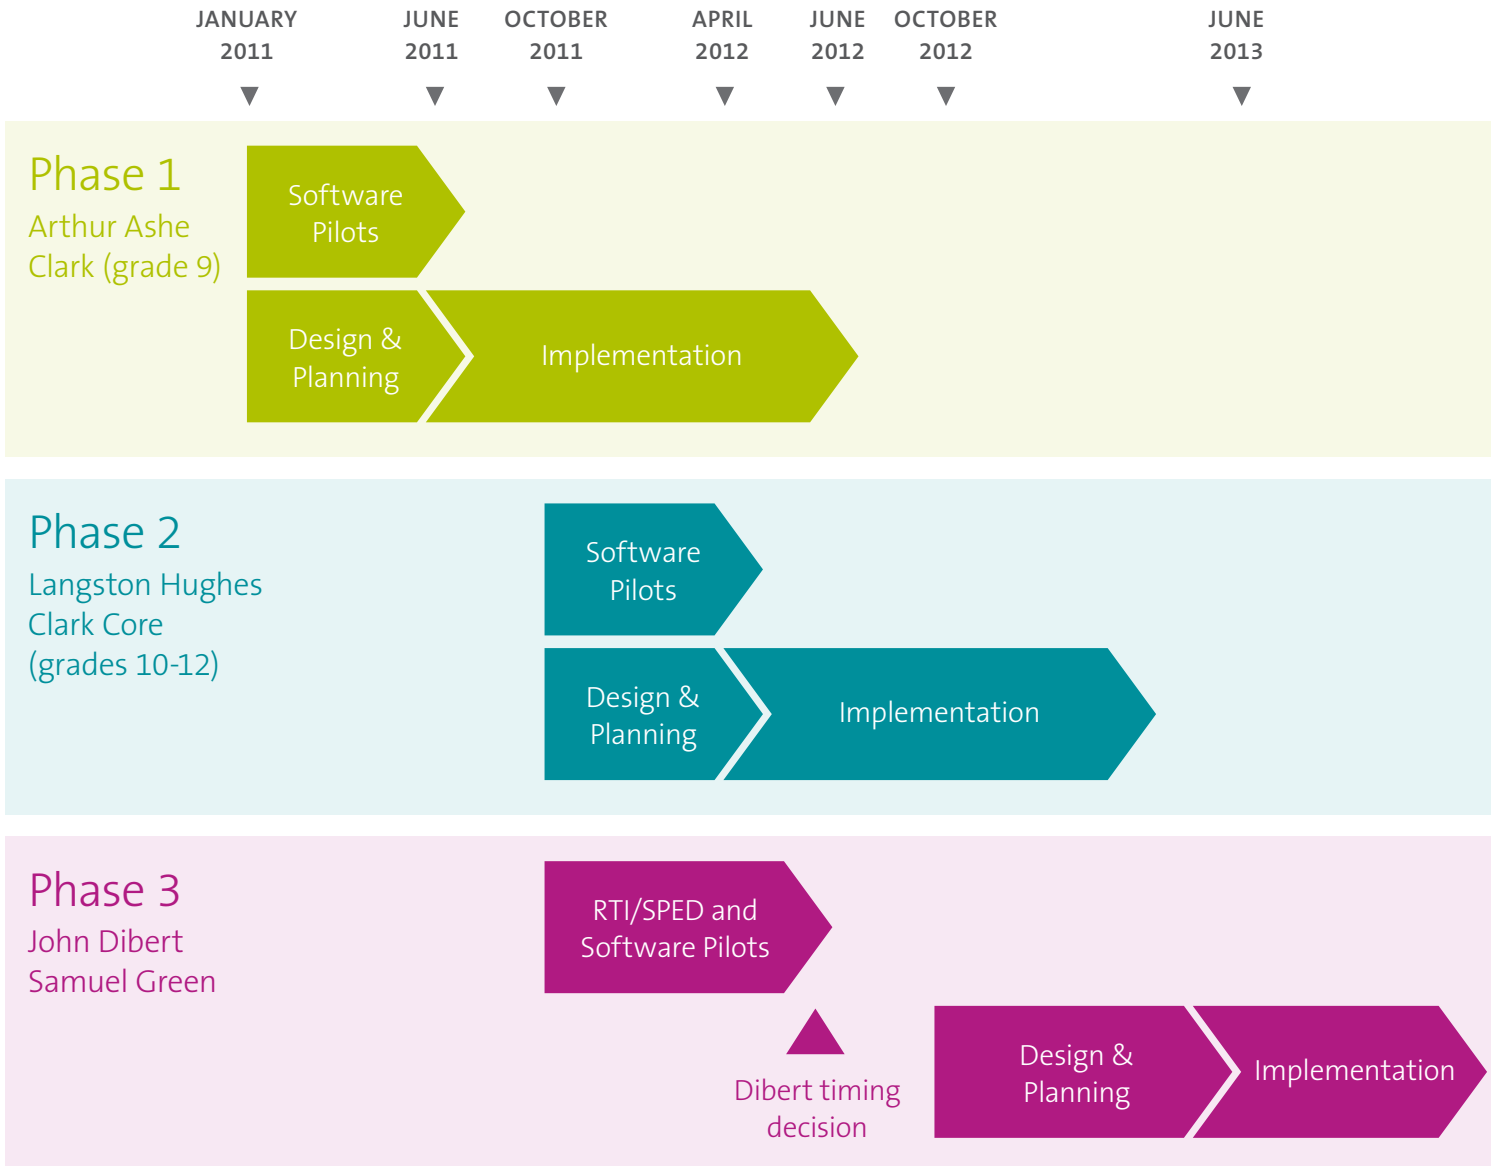 JANUARY
2011
JUNE
2011
OCTOBER
2011
APRIL
2012
JUNE
2012
OCTOBER
2012
JUNE
2013
Phase 1
Arthur Ashe
Clark (grade 9)
Software
Pilots
Design &
Planning
Implementation
Phase 2
Langston Hughes
Clark Core
(grades 10-12)
Software
Pilots
Design &
Planning
Implementation
Phase 3
John Dibert
Samuel Green
RTI/SPED and
Software Pilots
Dibert timing
decision
Design &
Planning
Implementation